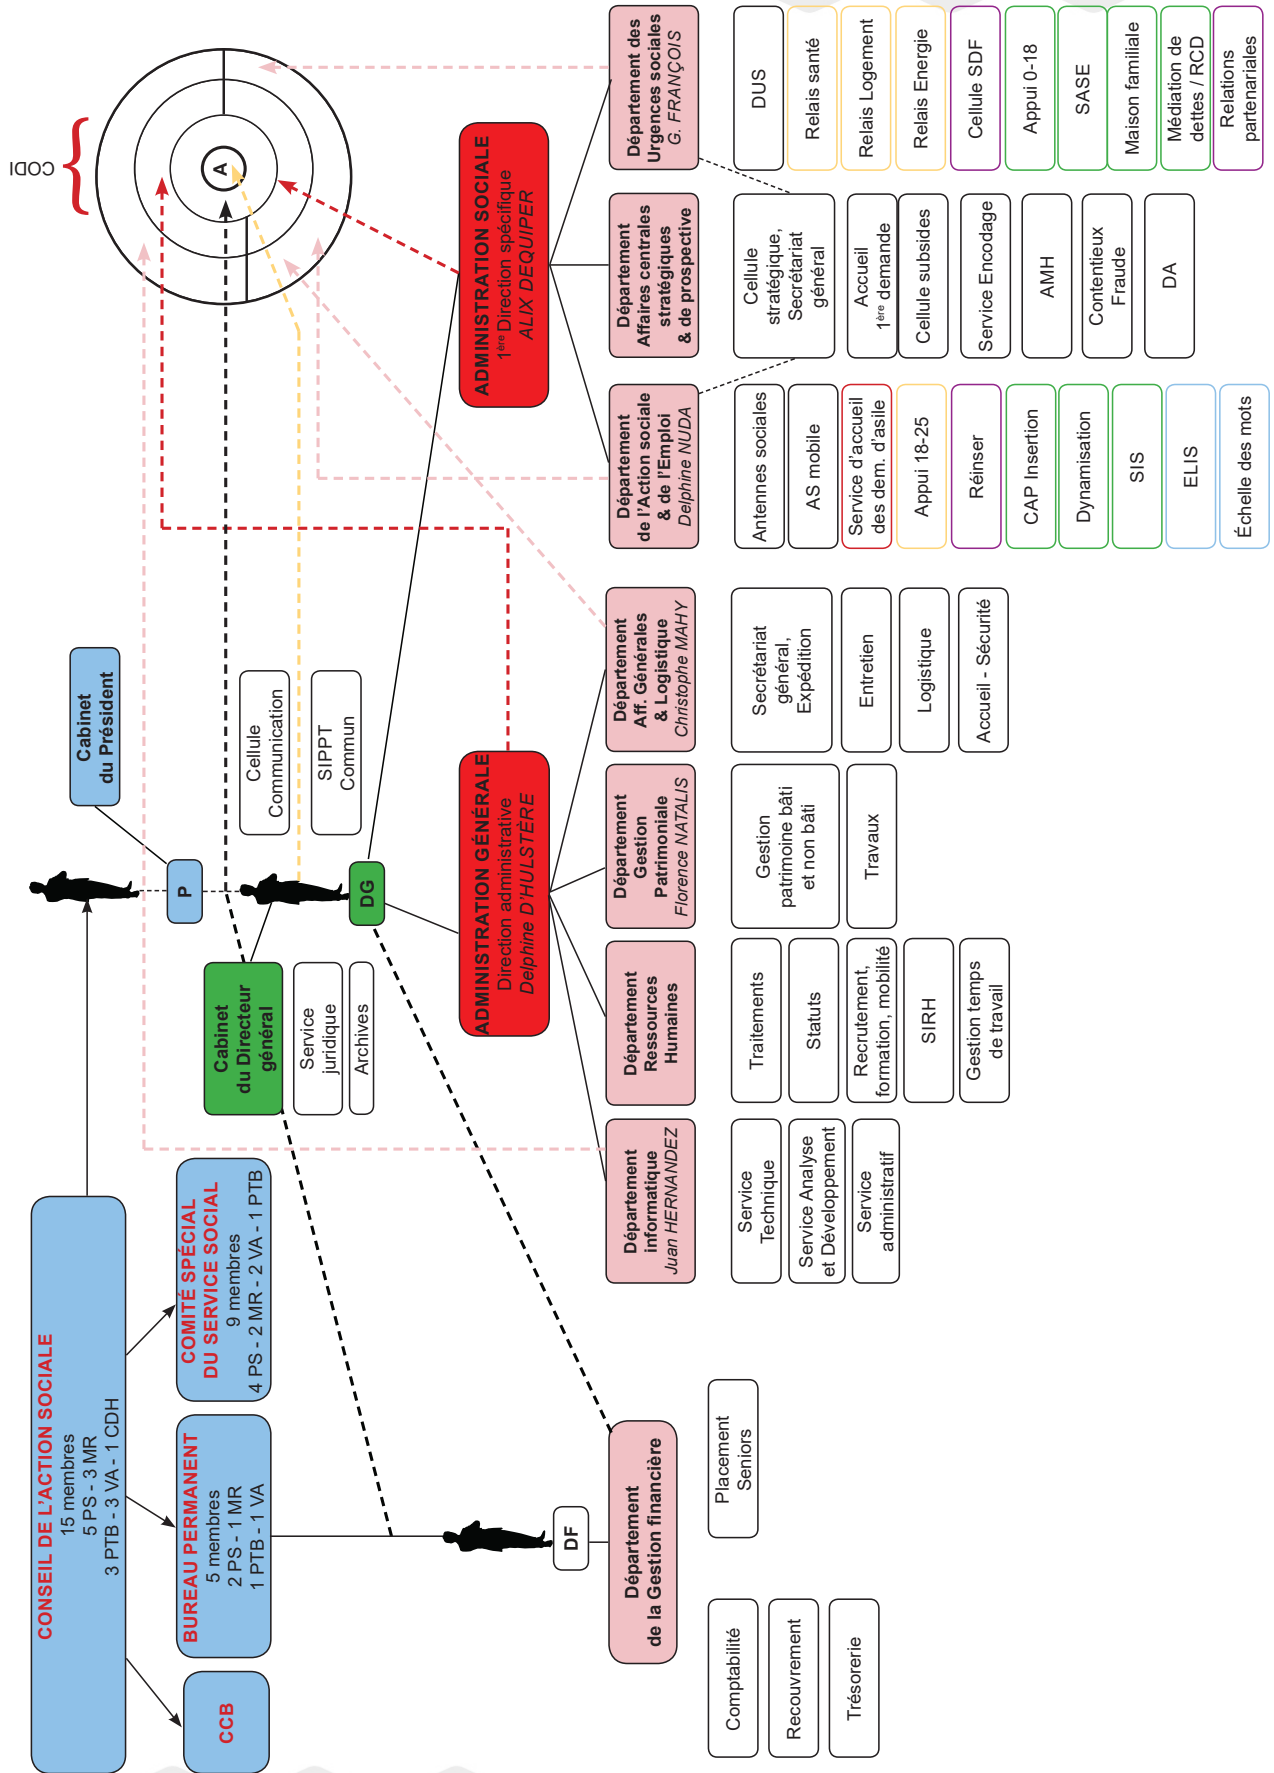 CONSEIL DE L'ACTION SOCIALE
15 membres
5 PS - 3 MR
3 PTB - 3 VA - 1 CDH
CCB
BUREAU PERMANENT
5 membres
2 PS - 1 MR
1 PTB - 1 VA
COMITÉ SPÉCIAL
DU SERVICE SOCIAL
9 membres
4 PS - 2 MR - 2 VA - 1 PTB
P
Cabinet
du Président
Cabinet
du Directeur
général
Service
juridique
Archives
Cellule
Communication
SIPPT
Commun
DG
CODI
A
DF
Département
de la Gestion financière
Comptabilité
Recouvrement
Trésorerie
Placement
Seniors
ADMINISTRATION GÉNÉRALE
Direction administrative
Delphine D'HULSTÈRE
Département
informatique
Juan HERNANDEZ
Service
Technique
Service Analyse
et Développement
Service
administratif
Département
Ressources
Humaines
Traitements
Statuts
Recrutement,
formation, mobilité
SIRH
Gestion temps
de travail
Département
Gestion
Patrimoniale
Florence NATALIS
Gestion
patrimoine bâti
et non bâti
Travaux
Département
Aff. Générales
& Logistique
Christophe MAHY
Secrétariat
général,
Expédition
Entretien
Logistique
Accueil - Sécurité
ADMINISTRATION SOCIALE
1ère Direction spécifique
ALIX DEQUIPER
Département
de l'Action sociale
& de l'Emploi
Delphine NUDA
Antennes sociales
AS mobile
Service d'accueil
des dem. d'asile
Appui 18-25
Réinser
CAP Insertion
Dynamisation
SIS
ELIS
Échelle des mots
Département
Affaires centrales
stratégiques
& de prospective
Cellule
stratégique,
Secrétariat
général
Accueil
1ère demande
Cellule subsides
Service Encodage
AMH
Contentieux
Fraude
DA
Département des
Urgences sociales
G. FRANÇOIS
DUS
Relais santé
Relais Logement
Relais Energie
Cellule SDF
Appui 0-18
SASE
Maison familiale
Médiation de
dettes / RCD
Relations
partenariales